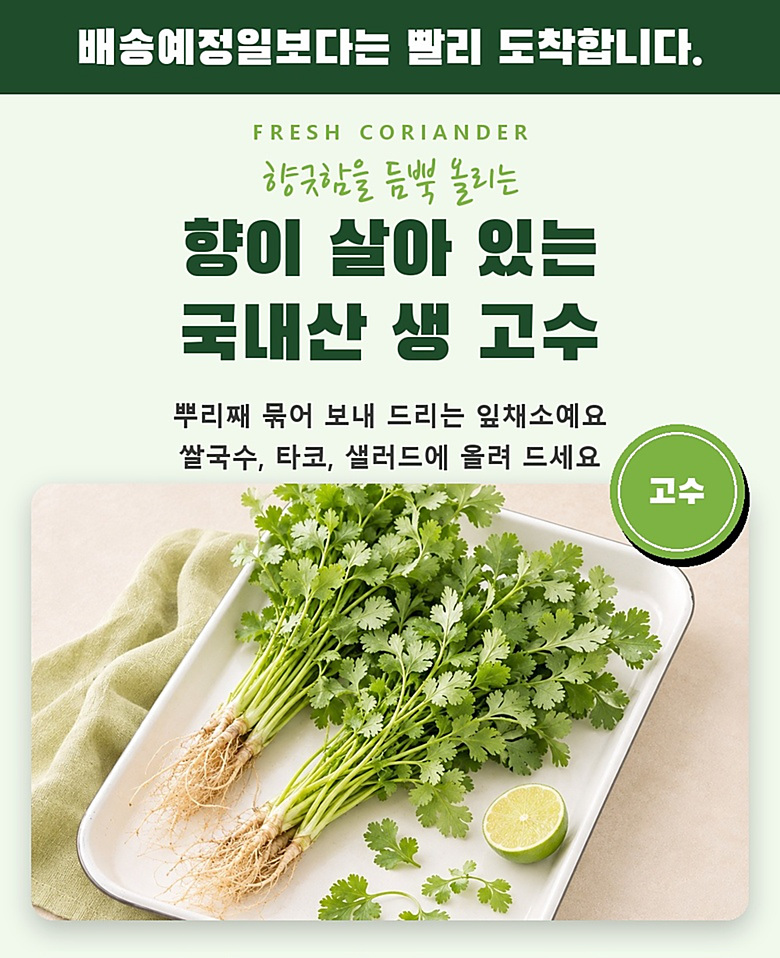 배송예정일보다는 빨리 도착합니다.
FRESH CORIANDER
향긋함을 듬뿍 올리는
향이 살아 있는
국내산 생 고수
뿌리째 묶어 보내 드리는 잎채소예요
쌀국수, 타코, 샐러드에 올려 드세요
고수